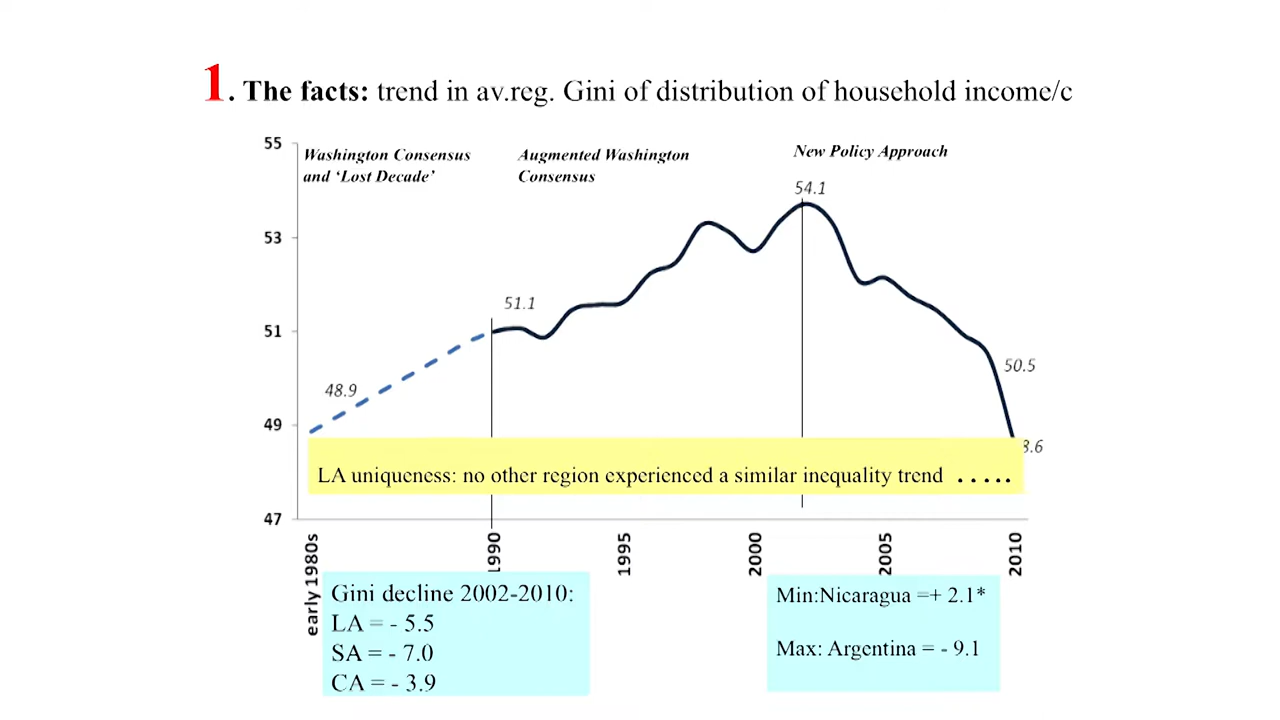 1. The facts: trend in av.reg. Gini of distribution of household income/c
55
Washington Consensus
and ‘Lost Decade’
Augmented Washington
Consensus
New Policy Approach
54.1
53
51.1
51
50.5
48.9
49
8.6
LA uniqueness: no other region experienced a similar inequality trend .....
47
early 1980s
1990
1995
2000
2005
2010
Gini decline 2002-2010:
LA = - 5.5
SA = - 7.0
CA = - 3.9
Min:Nicaragua =+ 2.1*
Max: Argentina = - 9.1